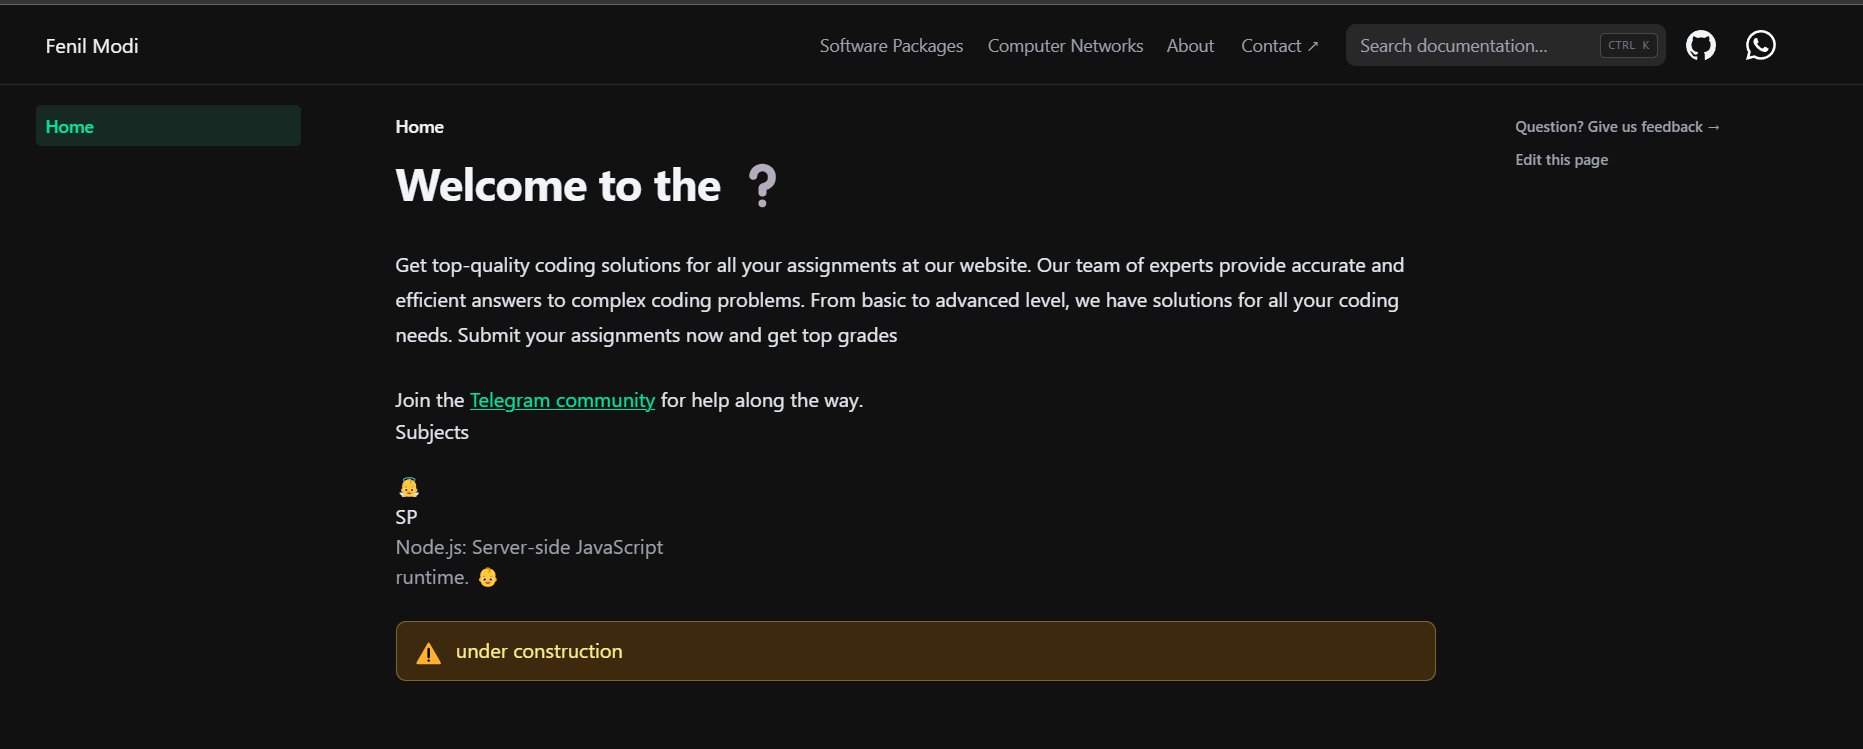 Fenil Modi
Software Packages
Computer Networks
About
Contact ↗
Search documentation...
CTRL K
Home
Home
Welcome to the ❔
Get top-quality coding solutions for all your assignments at our website. Our team of experts provide accurate and
efficient answers to complex coding problems. From basic to advanced level, we have solutions for all your coding
needs. Submit your assignments now and get top grades
Join the Telegram community for help along the way.
Subjects
SP
Node.js: Server-side JavaScript
runtime.
under construction
Question? Give us feedback →
Edit this page